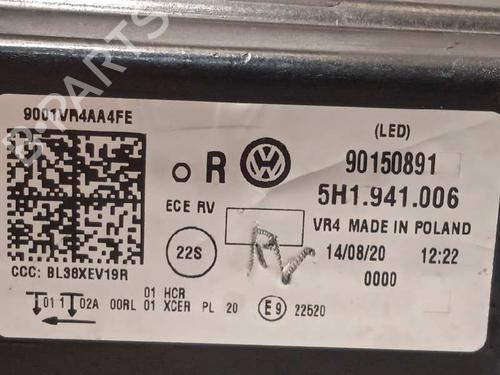 9001VR4AA4FE
(LED)
R
90150891
5H1.941.006
ECE RV
VR4 MADE IN POLAND
22S
14/08/20 12:22
0000
CCC: BL38XEV19R
01 HCR
01 1 02A 00RL 01 XCER PL 20 E9 22520